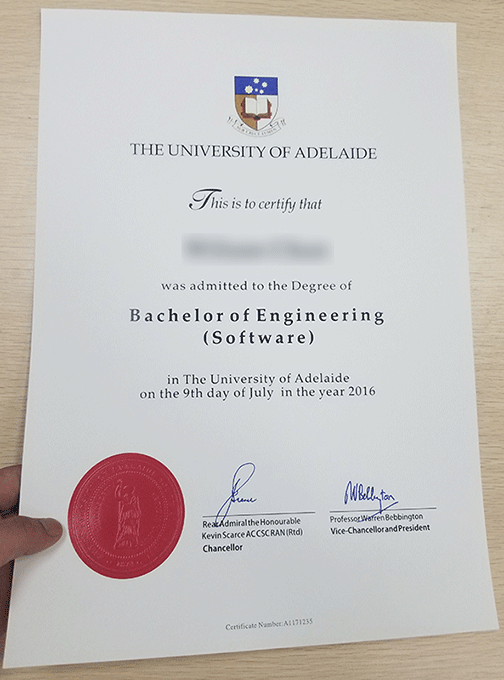 THE UNIVERSITY OF ADELAIDE
This is to certify that
was admitted to the Degree of
Bachelor of Engineering
(Software)
in The University of Adelaide
on the 9th day of July in the year 2016
Rear Admiral the Honourable
Kevin Scarce ACCSC RAN (Rtd)
Chancellor
Professor Warren Bebbington
Vice-Chancellor and President
Certificate Number:A1171235